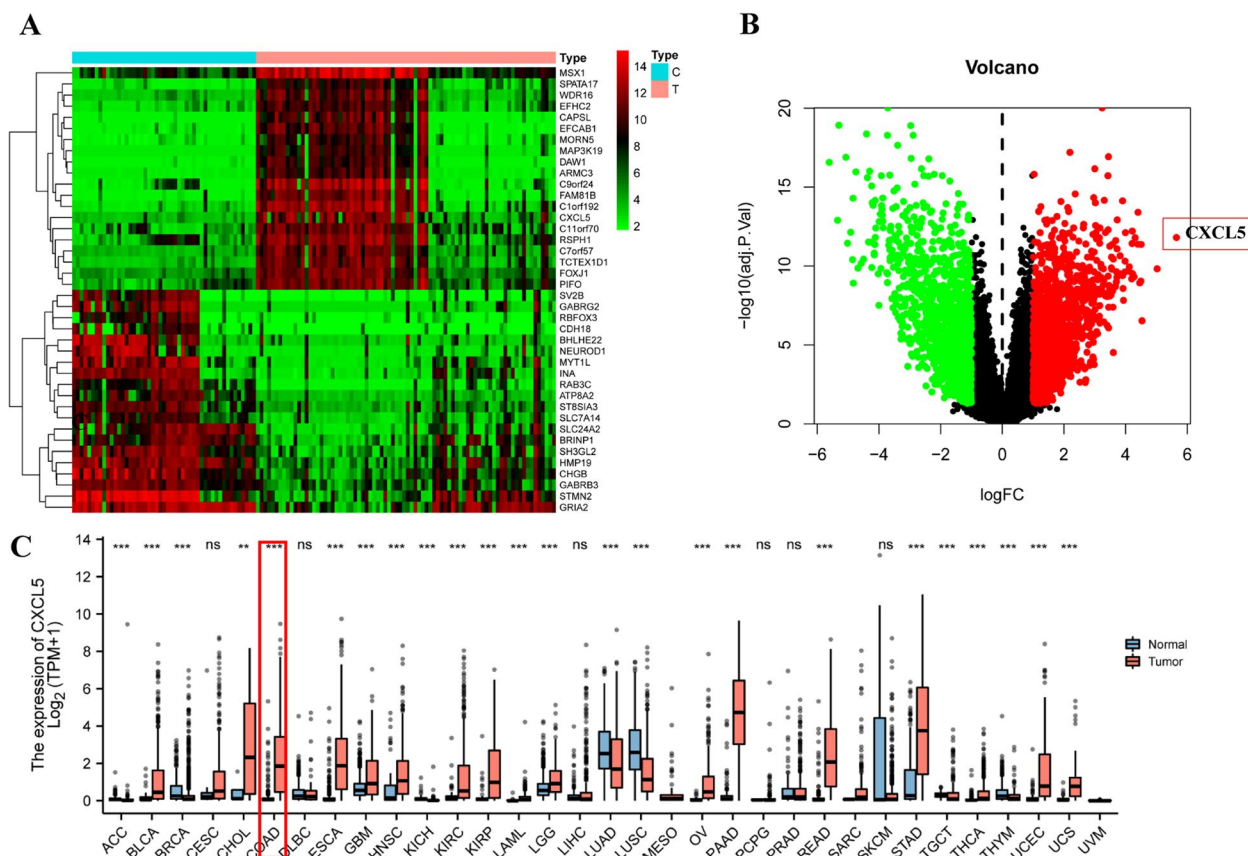 A
Type
MSX1
SPATA17
WDR16
EFHC2
CAPSL
EFCAB1
MORN5
MAP3K19
DAW1
ARMC3
C9orf24
FAM81B
C1orf192
CXCL5
C11orf70
RSPH1
C7orf57
TCTEX1D1
FOXJ1
PIFO
SV2B
GABRG2
RBFOX3
CDH18
BHLHE22
NEUROD1
MYT1L
INA
RAB3C
ATP8A2
ST8SIA3
SLC7A14
SLC24A2
BRINP1
SH3GL2
HMP19
CHGB
GABRB3
STMN2
GRIA2
14
12
10
8
6
4
2
Type
C
T
B
Volcano
20
15
10
5
0
-log10(adj.P.Val)
CXCL5
−6 −4 −2 0 2 4 6
logFC
C
The expression of CXCL5
Log2 (TPM+1)
14
12
10
8
6
4
2
0
*** *** *** ns ** *** ns *** *** *** *** *** *** *** *** ns *** *** *** *** ns ns *** ns *** *** *** *** *** ***
Normal
Tumor
ACC BLCA BRCA CESC CHOL COAD DLBC ESCA GBM HNSC KICH KIRC KIRP LAML LGG LIHC LUAD LUSC MESO OV PAAD PCPG PRAD READ SARC SKCM STAD TGCT THCA THYM UCEC UCS UVM